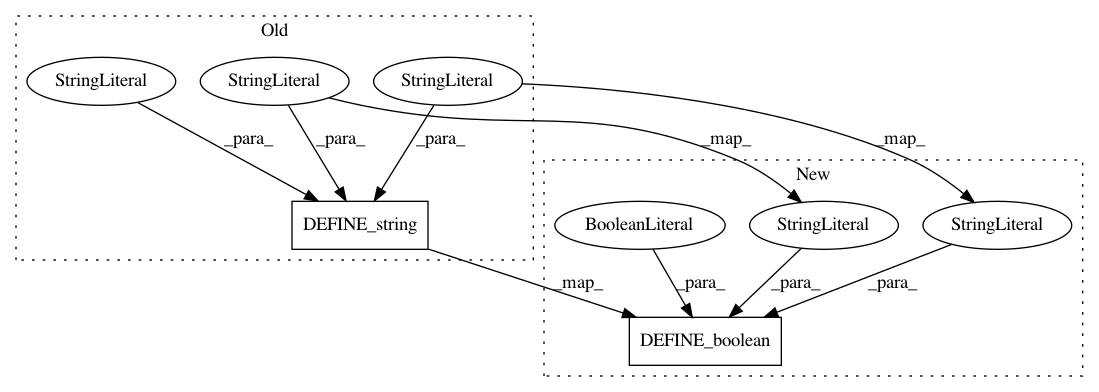 Old
StringLiteral StringLiteral StringLiteral
_para_ _para_ _para_ _map_ _map_
New
DEFINE_string BooleanLiteral StringLiteral StringLiteral
_map_ _para_ _para_ _para_
DEFINE_boolean